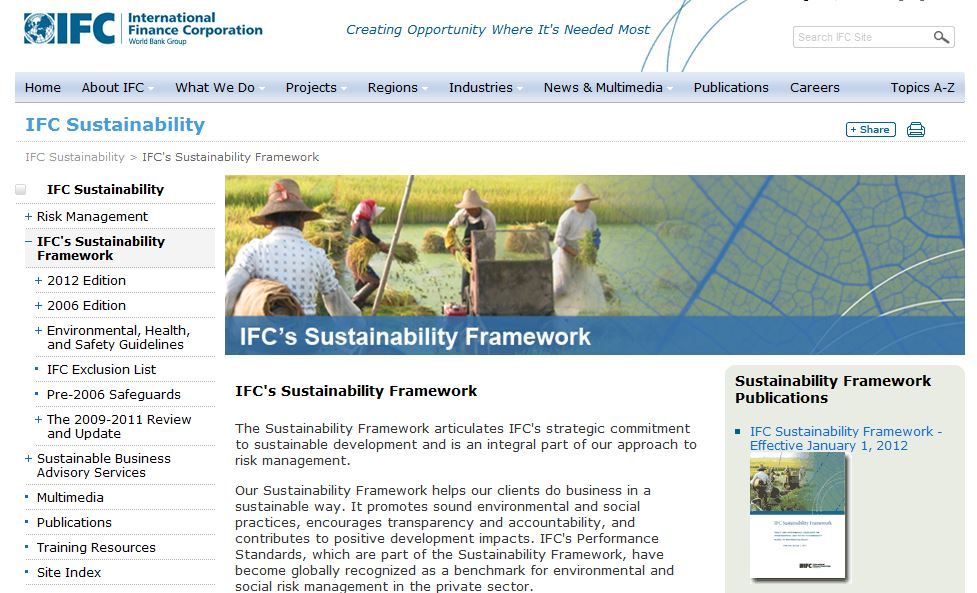 IFC
International
Finance Corporation
World Bank Group
Creating Opportunity Where It's Needed Most
Search IFC Site
Home About IFC What We Do Projects Regions Industries News & Multimedia Publications Careers Topics A-Z
IFC Sustainability
+ Share
IFC Sustainability > IFC's Sustainability Framework
IFC Sustainability
+ Risk Management
− IFC's Sustainability
Framework
+ 2012 Edition
+ 2006 Edition
+ Environmental, Health,
and Safety Guidelines
IFC Exclusion List
Pre-2006 Safeguards
+ The 2009-2011 Review
and Update
+ Sustainable Business
Advisory Services
Multimedia
Publications
Training Resources
Site Index
IFC's Sustainability Framework
IFC's Sustainability Framework
The Sustainability Framework articulates IFC's strategic commitment
to sustainable development and is an integral part of our approach to
risk management.
Our Sustainability Framework helps our clients do business in a
sustainable way. It promotes sound environmental and social
practices, encourages transparency and accountability, and
contributes to positive development impacts. IFC's Performance
Standards, which are part of the Sustainability Framework, have
become globally recognized as a benchmark for environmental and
social risk management in the private sector.
Sustainability Framework
Publications
IFC Sustainability Framework -
Effective January 1, 2012
IFC Sustainability Framework
IFC